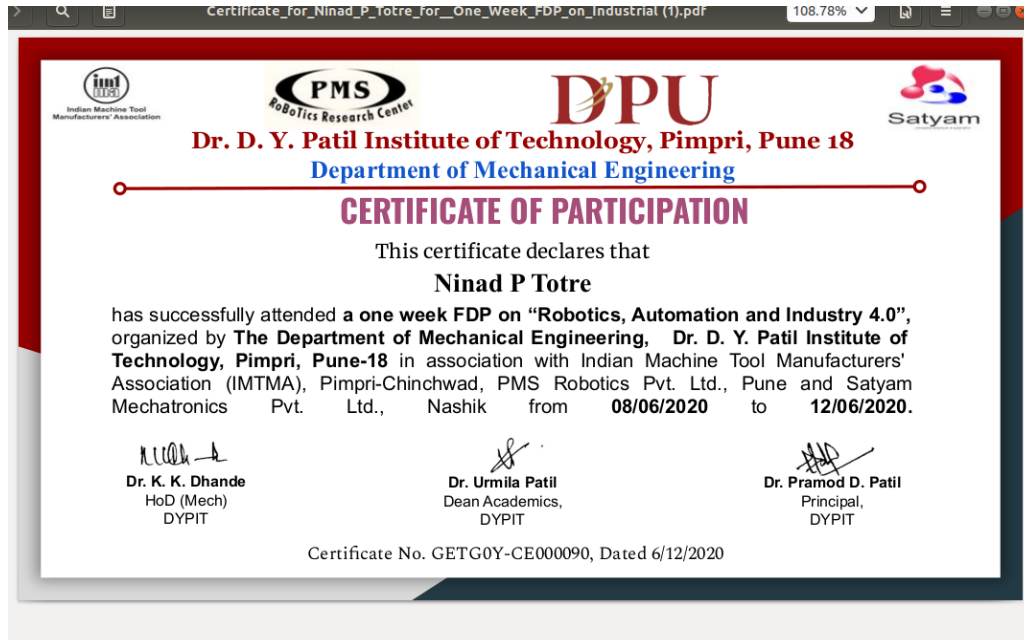 Certificate_for_Ninad_P_Totre_for__One_Week_FDP_on_Industrial (1).pdf
108.78%
imt
Indian Machine Tool
Manufacturers' Association
PMS
RoBoTics Research Center
DPU
Satyam
Dr. D. Y. Patil Institute of Technology, Pimpri, Pune 18
Department of Mechanical Engineering
CERTIFICATE OF PARTICIPATION
This certificate declares that
Ninad P Totre
has successfully attended a one week FDP on “Robotics, Automation and Industry 4.0”,
organized by The Department of Mechanical Engineering, Dr. D. Y. Patil Institute of
Technology, Pimpri, Pune-18 in association with Indian Machine Tool Manufacturers'
Association (IMTMA), Pimpri-Chinchwad, PMS Robotics Pvt. Ltd., Pune and Satyam
Mechatronics Pvt. Ltd., Nashik from 08/06/2020 to 12/06/2020.
Dr. K. K. Dhande
HoD (Mech)
DYPIT
Dr. Urmila Patil
Dean Academics,
DYPIT
Dr. Pramod D. Patil
Principal,
DYPIT
Certificate No. GETG0Y-CE000090, Dated 6/12/2020